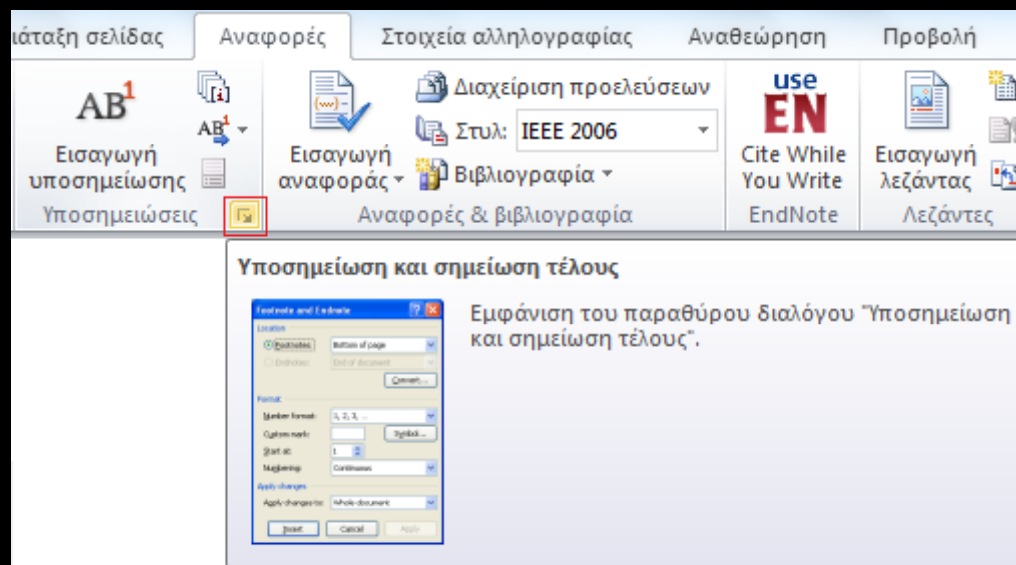 ιάταξη σελίδας Αναφορές Στοιχεία αλληλογραφίας Αναθεώρηση Προβολή
AB1
Εισαγωγή υποσημείωσης
AB1
Υποσημειώσεις
Εισαγωγή αναφοράς
Διαχείριση προελεύσεων
Στυλ: IEEE 2006
Βιβλιογραφία
Αναφορές & βιβλιογραφία
use
EN
Cite While
You Write
EndNote
Εισαγωγή
λεζάντας
Λεζάντες
Υποσημείωση και σημείωση τέλους
Εμφάνιση του παραθύρου διαλόγου "Υποσημείωση
και σημείωση τέλους".
Footnote and Endnote
Location
Footnotes: Bottom of page
Endnotes: End of document
Convert...
Format
Number format: 1, 2, 3, ...
Custom mark: Symbol...
Start at: 1
Numbering: Continuous
Apply changes
Apply changes to: Whole document
Insert Cancel Apply